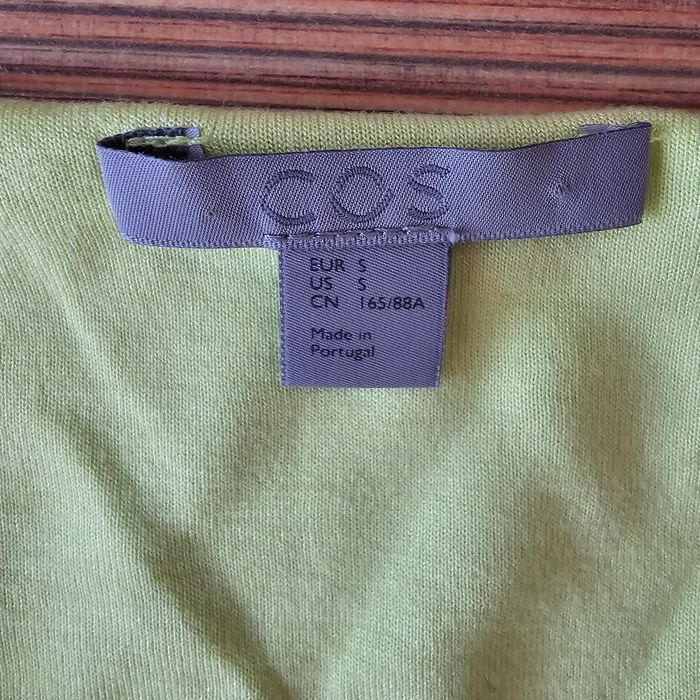 COS
EUR S
US S
CN 165/88A
Made in
Portugal